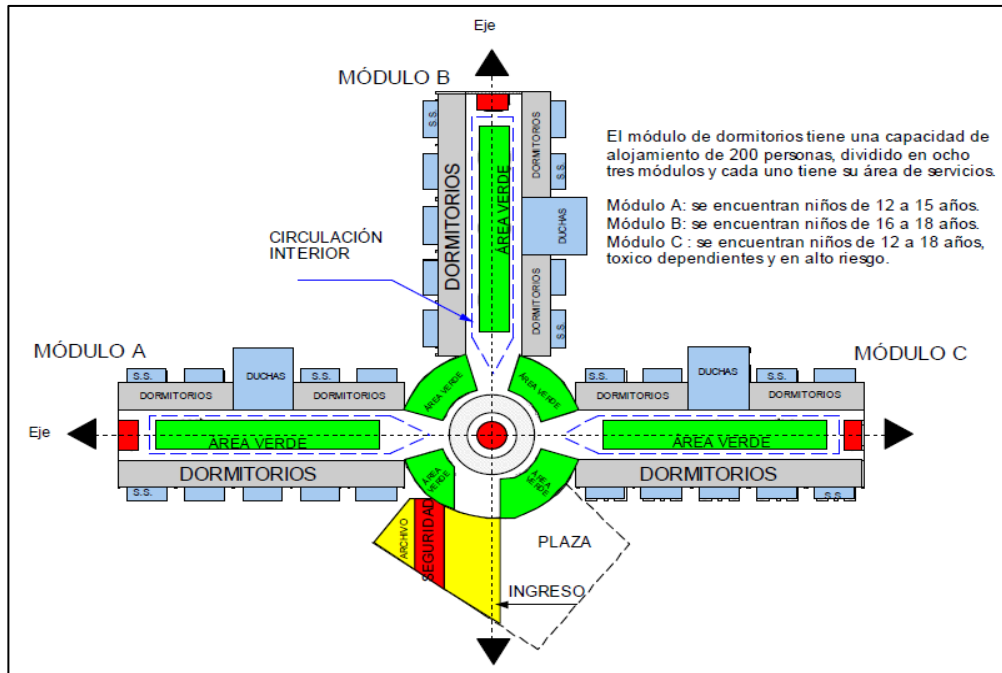 Eje
MÓDULO B
S.S.
DORMITORIOS
ÁREA VERDE
DORMITORIOS
DUCHAS
DORMITORIOS
S.S.
El módulo de dormitorios tiene una capacidad de
alojamiento de 200 personas, dividido en ocho
tres módulos y cada uno tiene su área de servicios.
Módulo A: se encuentran niños de 12 a 15 años.
Módulo B: se encuentran niños de 16 a 18 años.
Módulo C : se encuentran niños de 12 a 18 años,
toxico dependientes y en alto riesgo.
CIRCULACIÓN
INTERIOR
MÓDULO A
S.S.
DUCHAS
S.S.
DORMITORIOS
DORMITORIOS
Eje
ÁREA VERDE
DORMITORIOS
S.S.
ÁREA VERDE
ÁREA VERDE
ÁREA VERDE
ÁREA VERDE
MÓDULO C
S.S.
DUCHAS
S.S.
DORMITORIOS
DORMITORIOS
ÁREA VERDE
DORMITORIOS
S.S.
ARCHIVO
SEGURIDAD
PLAZA
INGRESO